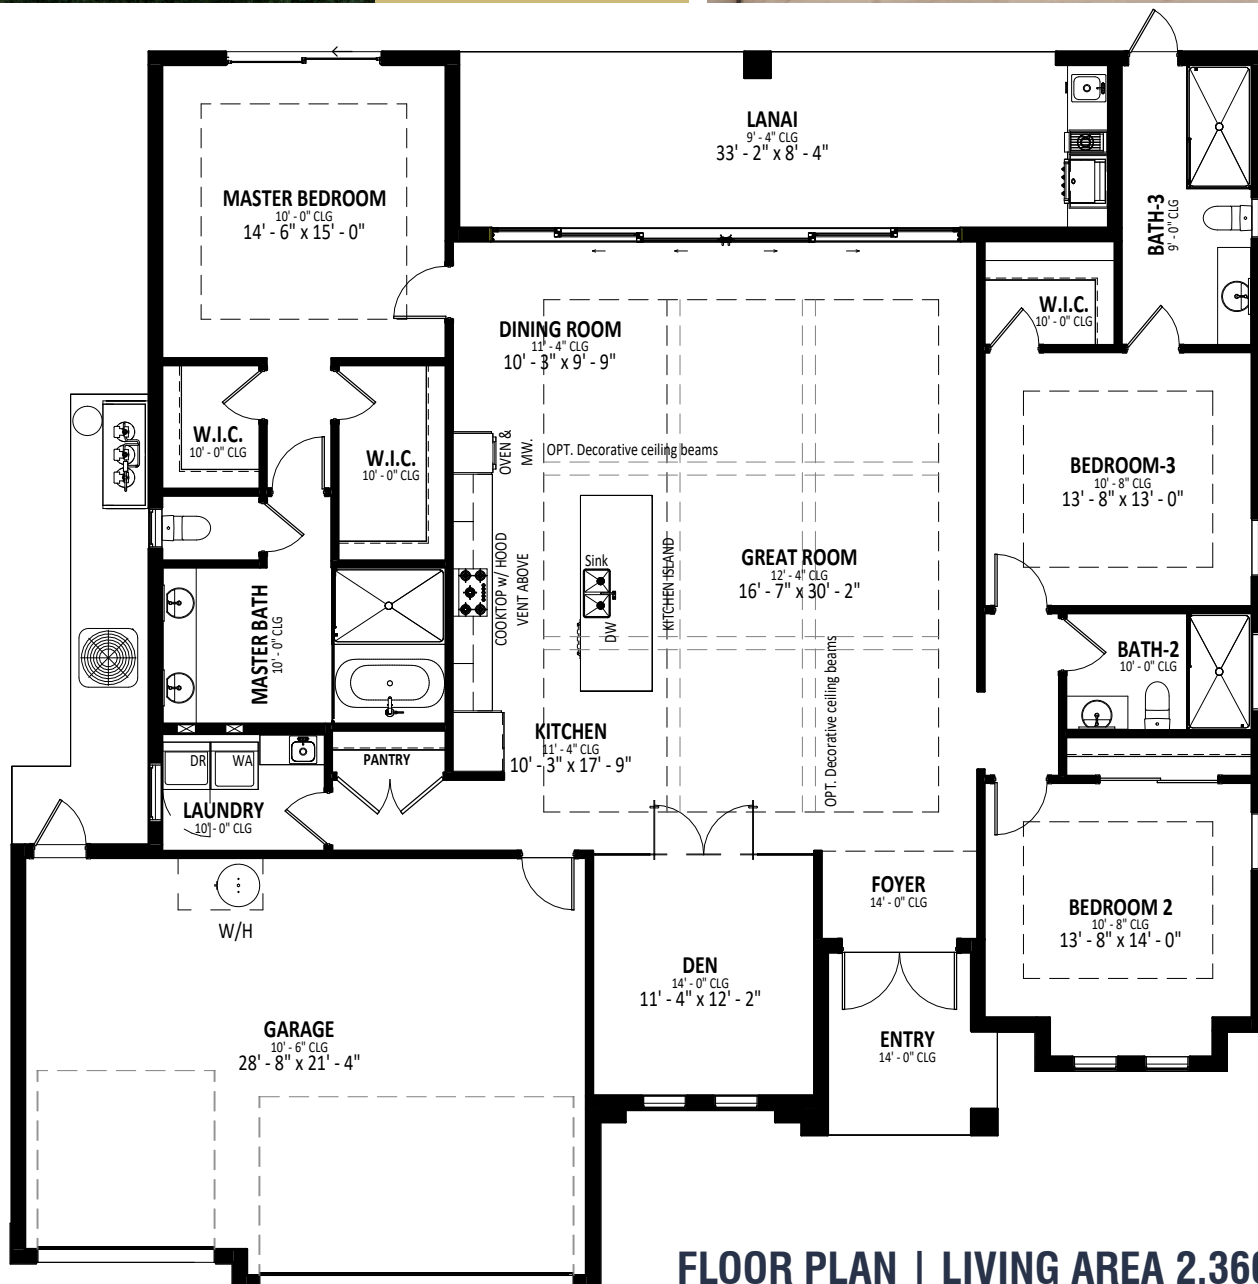 LANAI
9' - 4" CLG
33' - 2" x 8' - 4"
MASTER BEDROOM
10' - 0" CLG
14' - 6" x 15' - 0"
BATH-3
9' - 0" CLG
W.I.C.
10' - 0" CLG
DINING ROOM
11' - 4" CLG
10' - 3" x 9' - 9"
W.I.C.
10' - 0" CLG
W.I.C.
10' - 0" CLG
OVEN &
MW.
OPT. Decorative ceiling beams
BEDROOM-3
10' - 8" CLG
13' - 8" x 13' - 0"
COOKTOP w/ HOOD
VENT ABOVE
Sink
DW
KITCHEN ISLAND
GREAT ROOM
12' - 4" CLG
16' - 7" x 30' - 2"
MASTER BATH
10' - 0" CLG
BATH-2
10' - 0" CLG
OPT. Decorative ceiling beams
KITCHEN
11' - 4" CLG
10' - 3" x 17' - 9"
DR
WA
PANTRY
LAUNDRY
10' - 0" CLG
FOYER
14' - 0" CLG
BEDROOM 2
10' - 8" CLG
13' - 8" x 14' - 0"
W/H
DEN
14' - 0" CLG
11' - 4" x 12' - 2"
GARAGE
10' - 6" CLG
28' - 8" x 21' - 4"
ENTRY
14' - 0" CLG
FLOOR PLAN | LIVING AREA 2.36